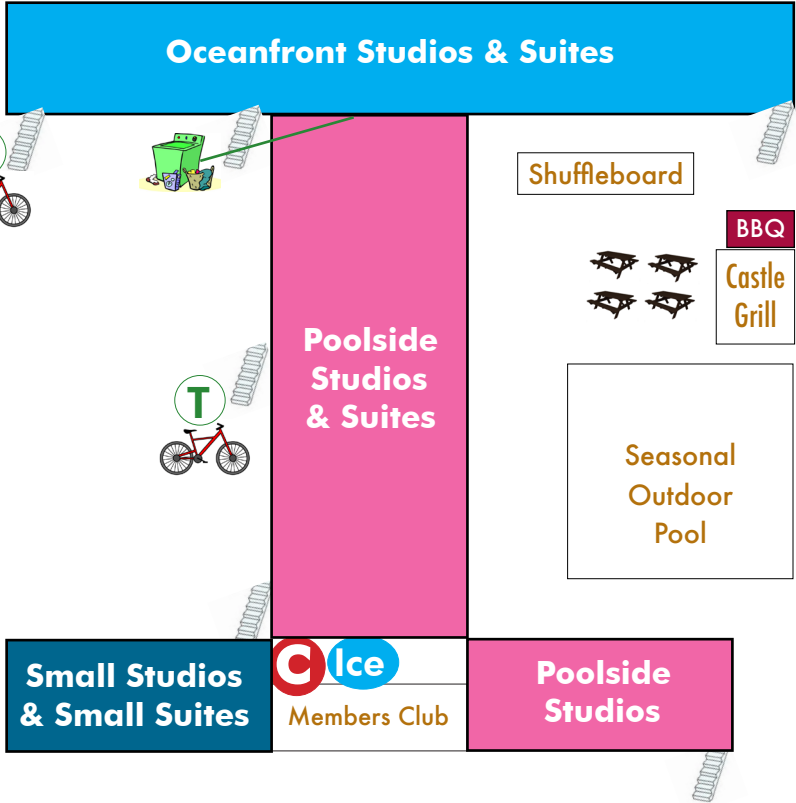 Oceanfront Studios & Suites
Shuffleboard
BBQ
Castle
Grill
Poolside
Studios
& Suites
T
Seasonal
Outdoor
Pool
C
Ice
Small Studios
& Small Suites
Members Club
Poolside
Studios